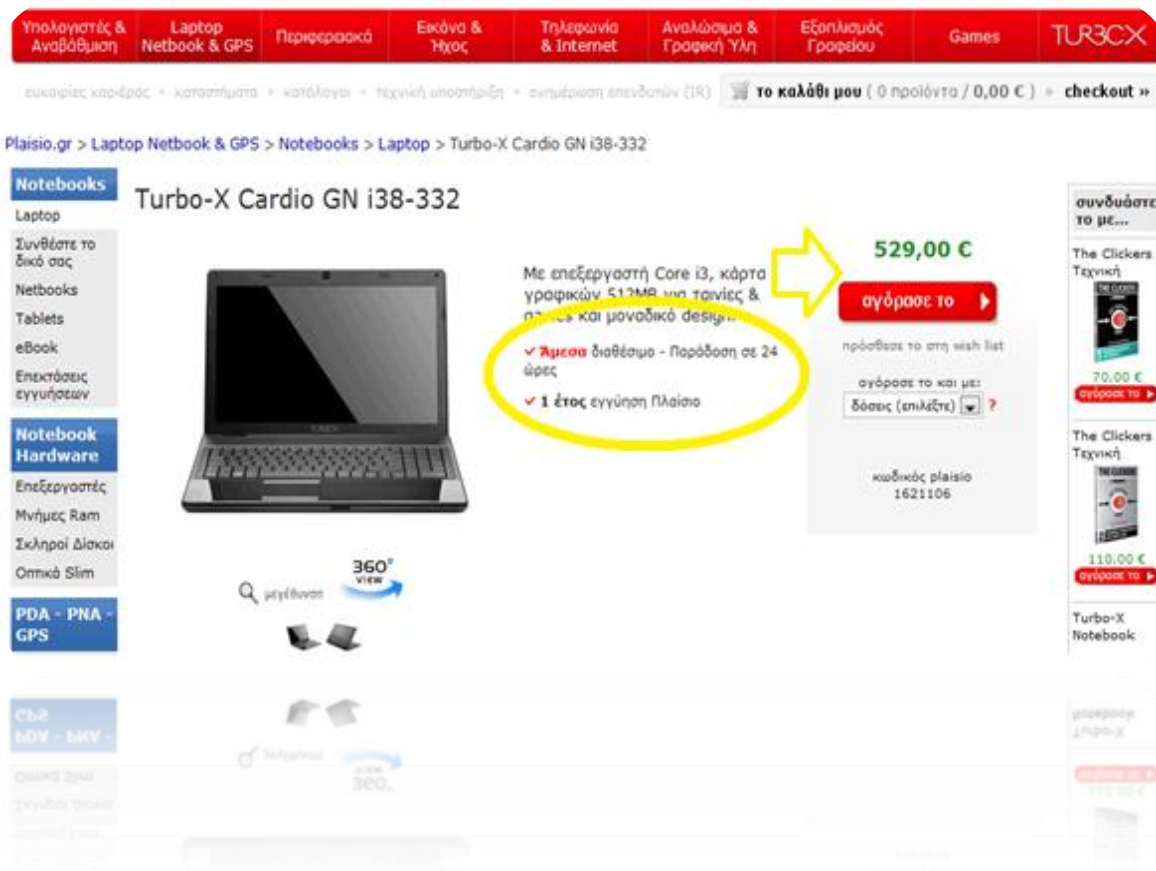 Υπολογιστές &
Αναβάθμιση
Laptop
Netbook & GPS
Περιφερειακά
Εικόνα &
Ήχος
Τηλεφωνία
& Internet
Αναλώσιμα &
Γραφική Ύλη
Εξοπλισμός
Γραφείου
Games
TURBOX
ευκαιρίες καριέρας • καταστήματα • κατάλογοι • τεχνική υποστήριξη • ενημέρωση επενδυτών (IR)
το καλάθι μου ( 0 προϊόντα / 0,00 € ) • checkout »
Plaisio.gr > Laptop Netbook & GPS > Notebooks > Laptop > Turbo-X Cardio GN i38-332
Notebooks
Laptop
Συνθέστε το
δικό σας
Netbooks
Tablets
eBook
Επεκτάσεις
εγγυήσεων
Notebook
Hardware
Επεξεργαστές
Μνήμες Ram
Σκληροί Δίσκοι
Οπτικά Slim
PDA - PNA -
GPS
Turbo-X Cardio GN i38-332
μεγέθυνση
360°
VIEW
Με επεξεργαστή Core i3, κάρτα
γραφικών 512MB για ταινίες &
games και μοναδικό design.
Άμεσα διαθέσιμο - Παράδοση σε 24
ώρες
1 έτος εγγύηση Πλαίσιο
529,00 €
αγόρασε το
πρόσθεσε το στη wish list
αγόρασε το και με:
δόσεις (επιλέξτε) ?
κωδικός plaisio
1621106
συνδυάστε
το με...
The Clickers
Τεχνική
70.00 €
αγόρασε το
The Clickers
Τεχνική
110.00 €
αγόρασε το
Turbo-X
Notebook